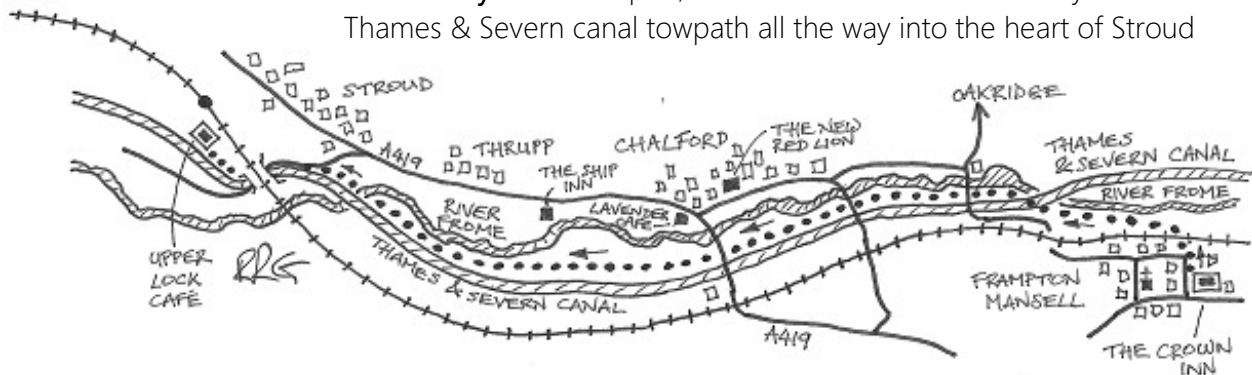 Thames & Severn canal towpath all the way into the heart of Stroud
STROUD
A419
THRUPP
THE SHIP
INN
CHALFORD
THE NEW
RED LION
LAVENDER
CAFE
OAKRIDGE
THAMES
& SEVERN CANAL
RIVER FROME
RIVER
FROME
THAMES & SEVERN CANAL
UPPER
LOCK
CAFÉ
RRG
A419
FRAMPTON
MANSELL
THE CROWN
INN